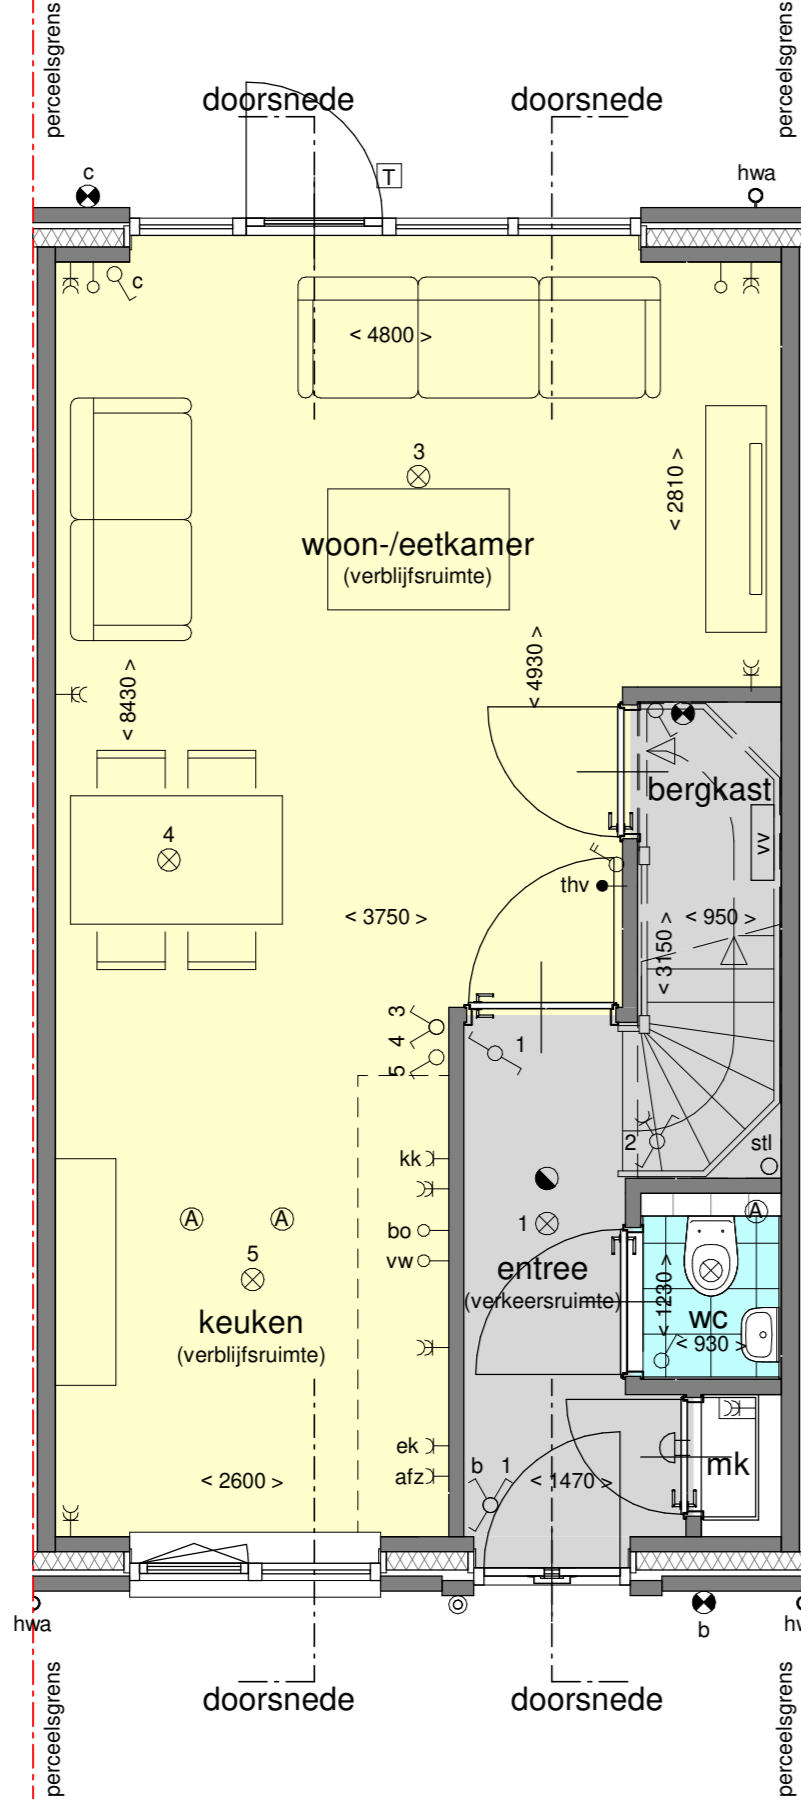 perceelsgrens
perceelsgrens
doorsnede
doorsnede
T
c
hwa
c
< 4800 >
3
< 2810 >
woon-/eetkamer
(verblijfsruimte)
< 4930 >
< 8430 >
bergkast
4
vv
thv
< 3750 >
< 950 >
< 3150 >
3
4
5
1
2
stl
kk
A
A
A
bo
1
vw
5
entree
(verkeersruimte)
< 1230 >
keuken
(verblijfsruimte)
wc
< 930 >
ek
afz
b
1
mk
< 2600 >
< 1470 >
hwa
b
hw
perceelsgrens
perceelsgrens
doorsnede
doorsnede